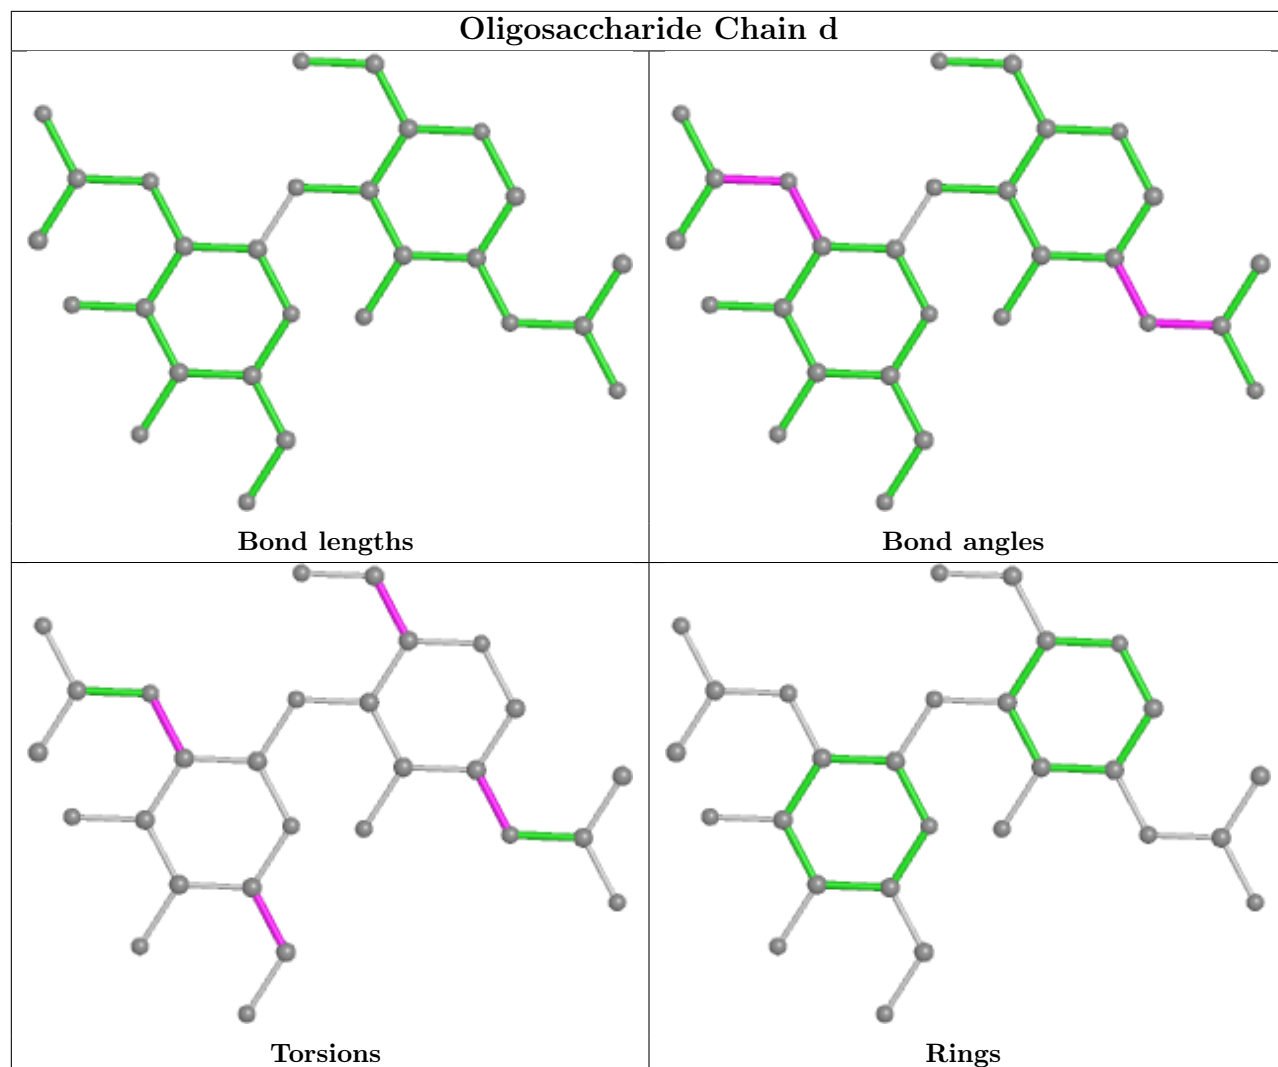 Oligosaccharide Chain d
Bond lengths
Bond angles
Torsions
Rings